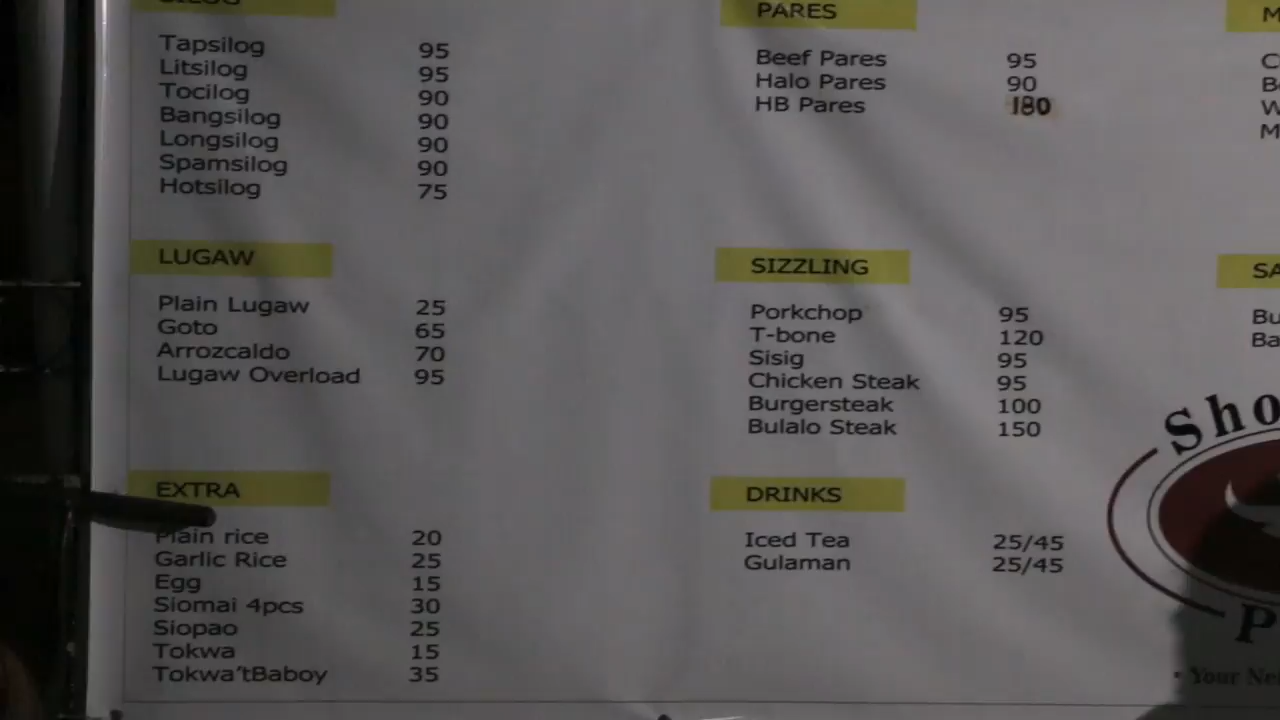 SILOG
Tapsilog 95
Litsilog 95
Tocilog 90
Bangsilog 90
Longsilog 90
Spamsilog 90
Hotsilog 75
LUGAW
Plain Lugaw 25
Goto 65
Arrozcaldo 70
Lugaw Overload 95
EXTRA
Plain rice 20
Garlic Rice 25
Egg 15
Siomai 4pcs 30
Siopao 25
Tokwa 15
Tokwa'tBaboy 35
PARES
Beef Pares 95
Halo Pares 90
HB Pares 180
SIZZLING
Porkchop 95
T-bone 120
Sisig 95
Chicken Steak 95
Burgersteak 100
Bulalo Steak 150
DRINKS
Iced Tea 25/45
Gulaman 25/45
Sho
• Your Ne